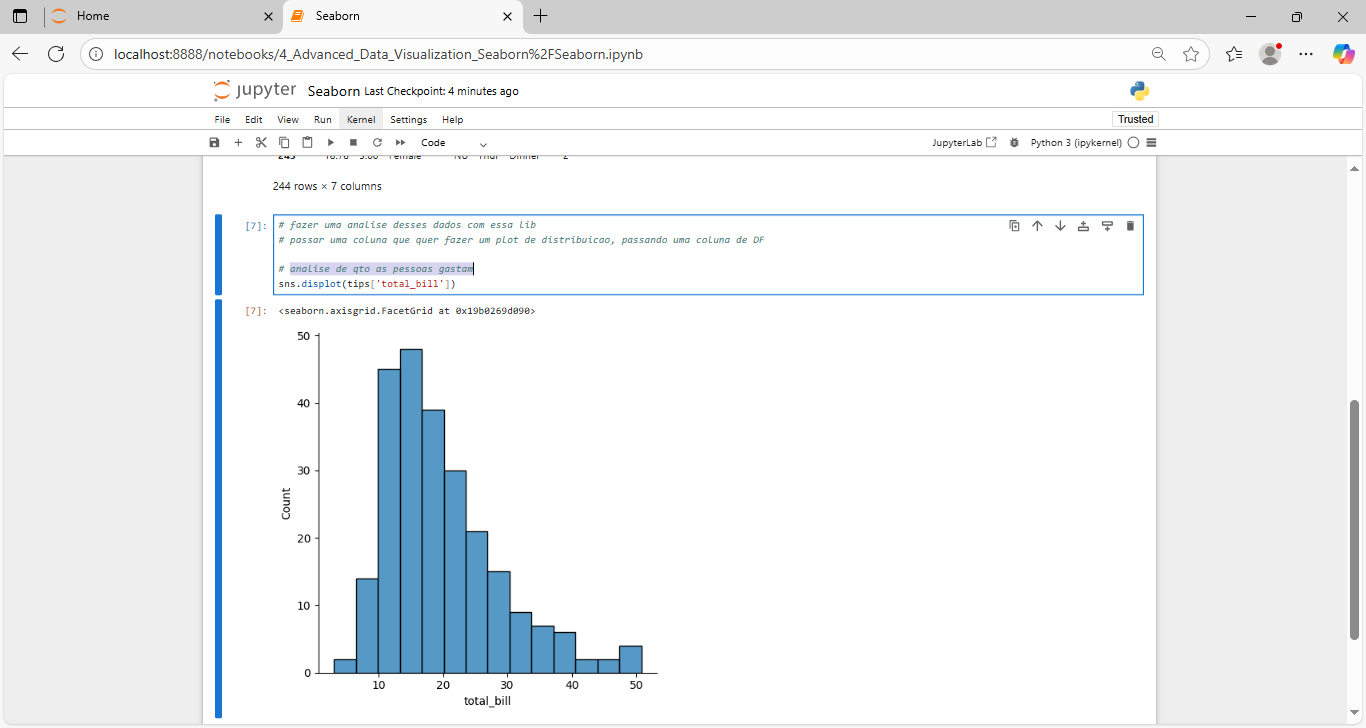 Home
Seaborn
localhost:8888/notebooks/4_Advanced_Data_Visualization_Seaborn%2FSeaborn.ipynb
jupyter Seaborn Last Checkpoint: 4 minutes ago
File Edit View Run Kernel Settings Help
Trusted
Code
JupyterLab
Python 3 (ipykernel)
244 rows × 7 columns
[7]: # fazer uma analise desses dados com essa lib
# passar uma coluna que quer fazer um plot de distribuicao, passando uma coluna de DF
# analise de qto as pessoas gastam
sns.displot(tips['total_bill'])
[7]: <seaborn.axisgrid.FacetGrid at 0x19b0269d090>
50
40
30
20
10
0
Count
10 20 30 40 50
total_bill